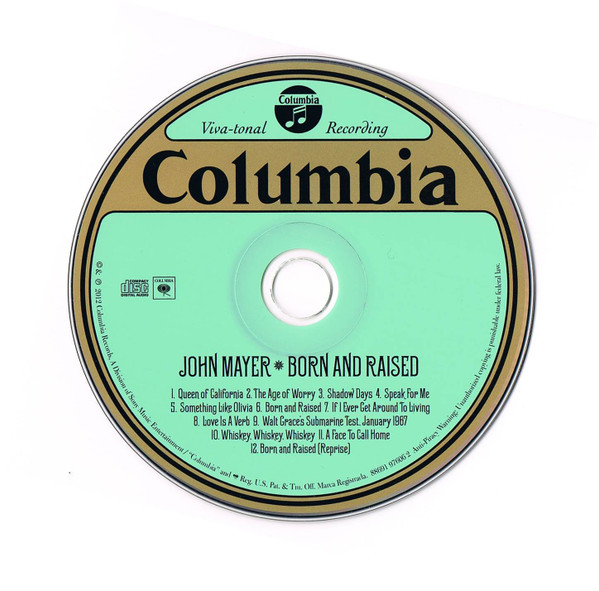 Columbia
Viva-tonal Recording
Columbia
COMPACT
disc
DIGITAL AUDIO
COLUMBIA
JOHN MAYER ✷ BORN AND RAISED
1. Queen of California 2. The Age of Worry 3. Shadow Days 4. Speak For Me
5. Something Like Olivia 6. Born and Raised 7. If I Ever Get Around To Living
8. Love Is A Verb 9. Walt Grace's Submarine Test, January 1967
10. Whiskey, Whiskey, Whiskey 11. A Face To Call Home
12. Born and Raised (Reprise)
© & ℗ 2012 Columbia Records, A Division of Sony Music Entertainment / "Columbia" and ❤ Reg. U.S. Pat. & Tm. Off. Marca Registrada. 88691 97606 2 Anti-Piracy Warning: Unauthorized copying is punishable under federal law.